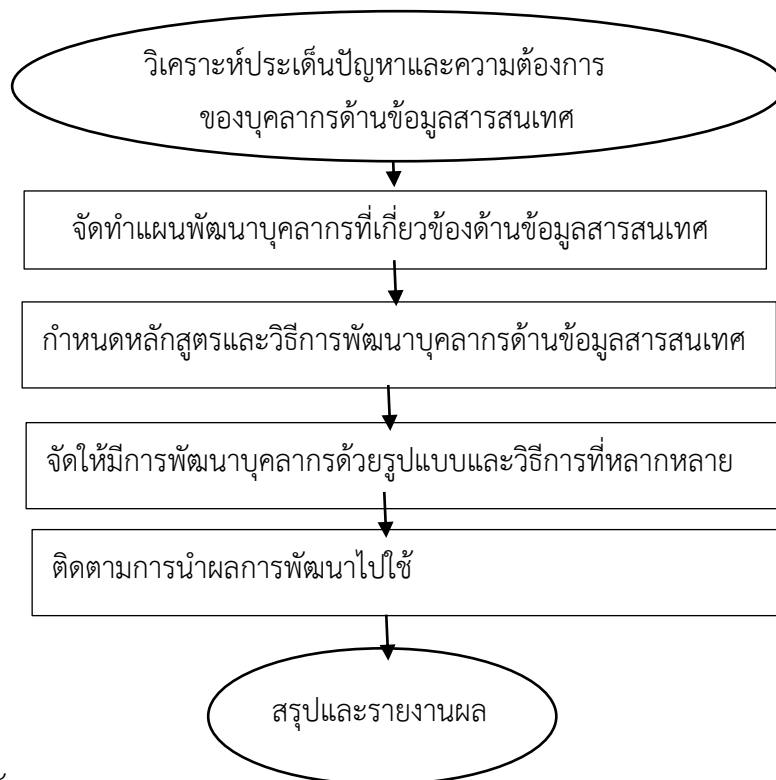 วิเคราะห์ประเด็นปัญหาและความต้องการ
ของบุคลากรด้านข้อมูลสารสนเทศ
จัดทำแผนพัฒนาบุคลากรที่เกี่ยวข้องด้านข้อมูลสารสนเทศ
กำหนดหลักสูตรและวิธีการพัฒนาบุคลากรด้านข้อมูลสารสนเทศ
จัดให้มีการพัฒนาบุคลากรด้วยรูปแบบและวิธีการที่หลากหลาย
ติดตามการนำผลการพัฒนาไปใช้
สรุปและรายงานผล